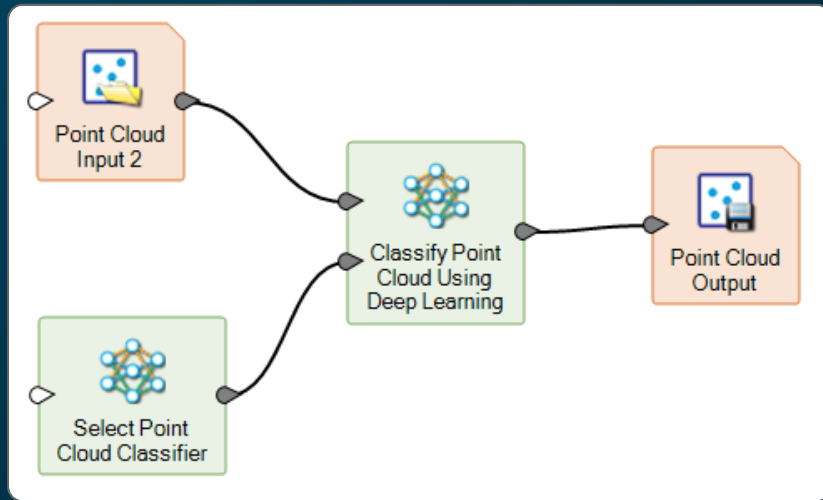 Point Cloud
Input 2
Classify Point
Cloud Using
Deep Learning
Point Cloud
Output
Select Point
Cloud Classifier